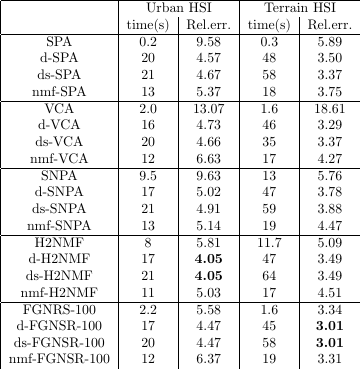 Urban HSI Terrain HSI
time(s) Rel.err. time(s) Rel.err.
SPA 0.2 9.58 0.3 5.89
d-SPA 20 4.57 48 3.50
ds-SPA 21 4.67 58 3.37
nmf-SPA 13 5.37 18 3.75
VCA 2.0 13.07 1.6 18.61
d-VCA 16 4.73 46 3.29
ds-VCA 20 4.66 35 3.37
nmf-VCA 12 6.63 17 4.27
SNPA 9.5 9.63 13 5.76
d-SNPA 17 5.02 47 3.78
ds-SNPA 21 4.91 59 3.88
nmf-SNPA 13 5.14 19 4.47
H2NMF 8 5.81 11.7 5.09
d-H2NMF 17 4.05 47 3.49
ds-H2NMF 21 4.05 64 3.49
nmf-H2NMF 11 5.03 17 4.51
FGNRS-100 2.2 5.58 1.6 3.34
d-FGNSR-100 17 4.47 45 3.01
ds-FGNSR-100 20 4.47 58 3.01
nmf-FGNSR-100 12 6.37 19 3.31